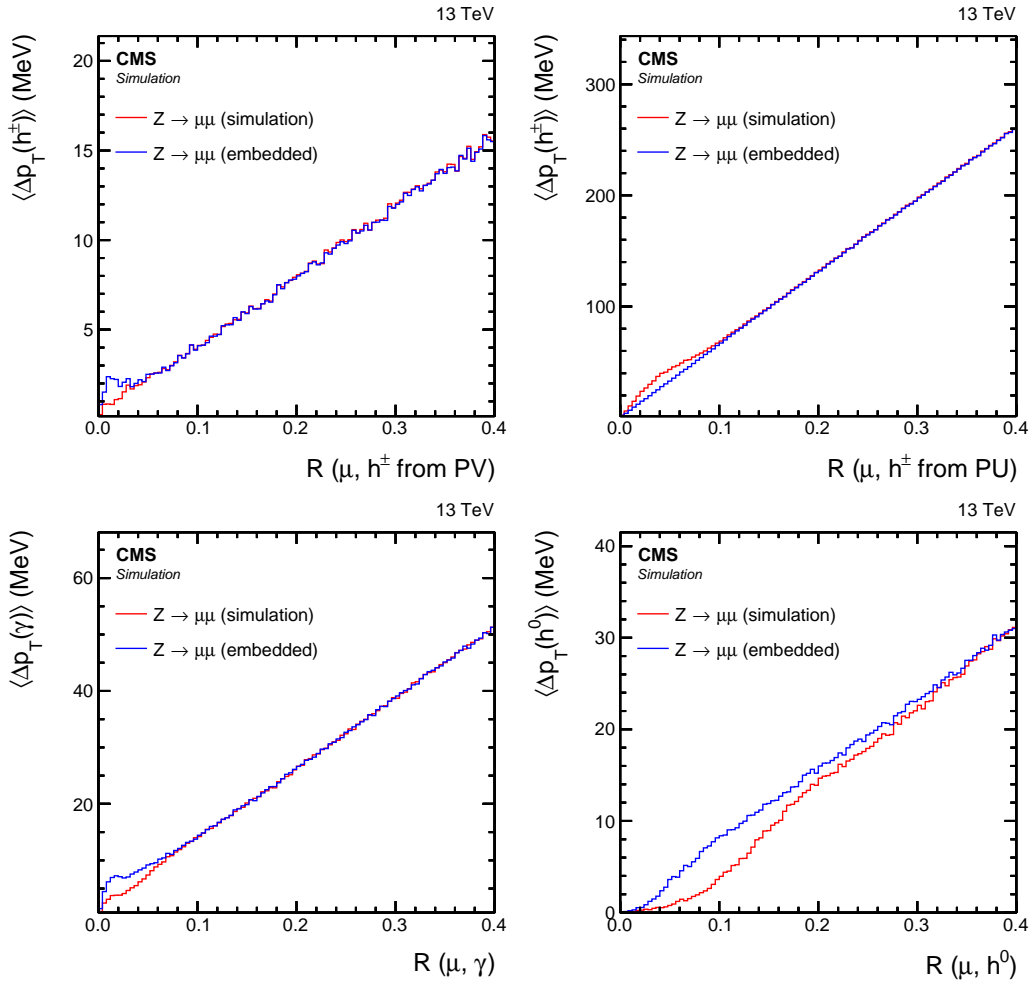 13 TeV
CMS
Simulation
Z → μμ (simulation)
Z → μμ (embedded)
⟨Δp_T(h^±)⟩ (MeV)
20
15
10
5
0.0 0.1 0.2 0.3 0.4
R (μ, h^± from PV)
13 TeV
CMS
Simulation
Z → μμ (simulation)
Z → μμ (embedded)
⟨Δp_T(h^±)⟩ (MeV)
300
200
100
0.0 0.1 0.2 0.3 0.4
R (μ, h^± from PU)
13 TeV
CMS
Simulation
Z → μμ (simulation)
Z → μμ (embedded)
⟨Δp_T(γ)⟩ (MeV)
60
40
20
0.0 0.1 0.2 0.3 0.4
R (μ, γ)
13 TeV
CMS
Simulation
Z → μμ (simulation)
Z → μμ (embedded)
⟨Δp_T(h^0)⟩ (MeV)
40
30
20
10
0
0.0 0.1 0.2 0.3 0.4
R (μ, h^0)